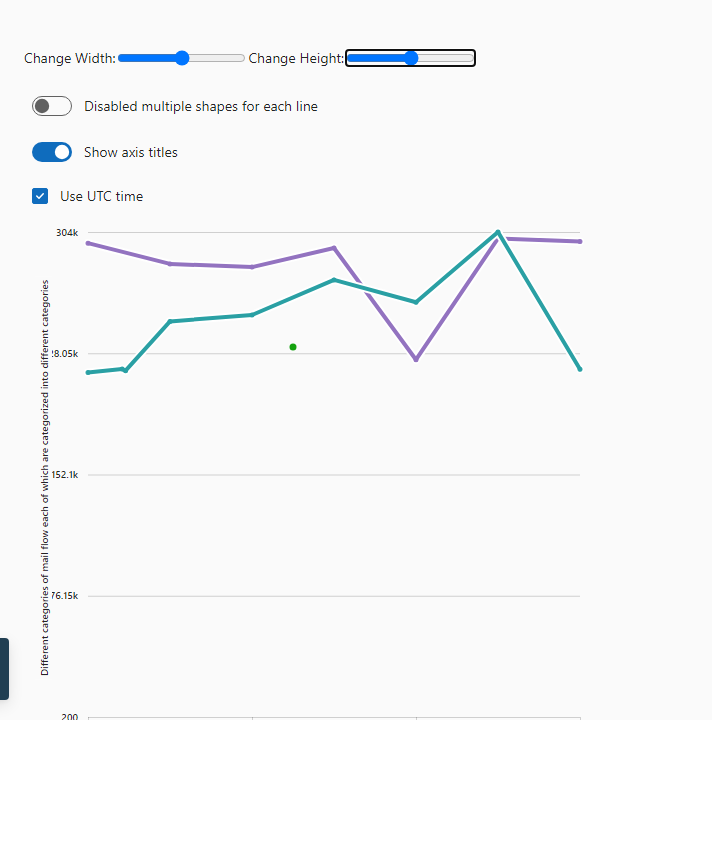 Change Width: Change Height:
Disabled multiple shapes for each line
Show axis titles
Use UTC time
304k
Different categories of mail flow each of which are categorized into different categories
8.05k
152.1k
76.15k
200